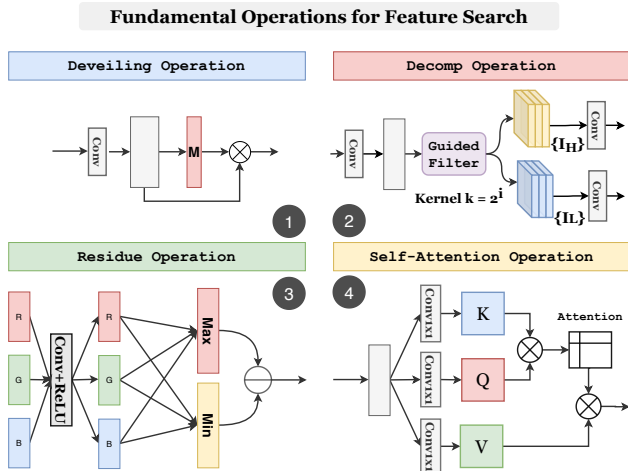 Fundamental Operations for Feature Search
Deveiling Operation
Conv
M
1
Decomp Operation
Conv
Guided
Filter
Kernel k = 2^i
{I_H}
Conv
{I_L}
Conv
2
Residue Operation
3
R
G
B
Conv+ReLU
R
G
B
Max
Min
Self-Attention Operation
4
Conv1x1
K
Conv1x1
Q
Conv1x1
V
Attention